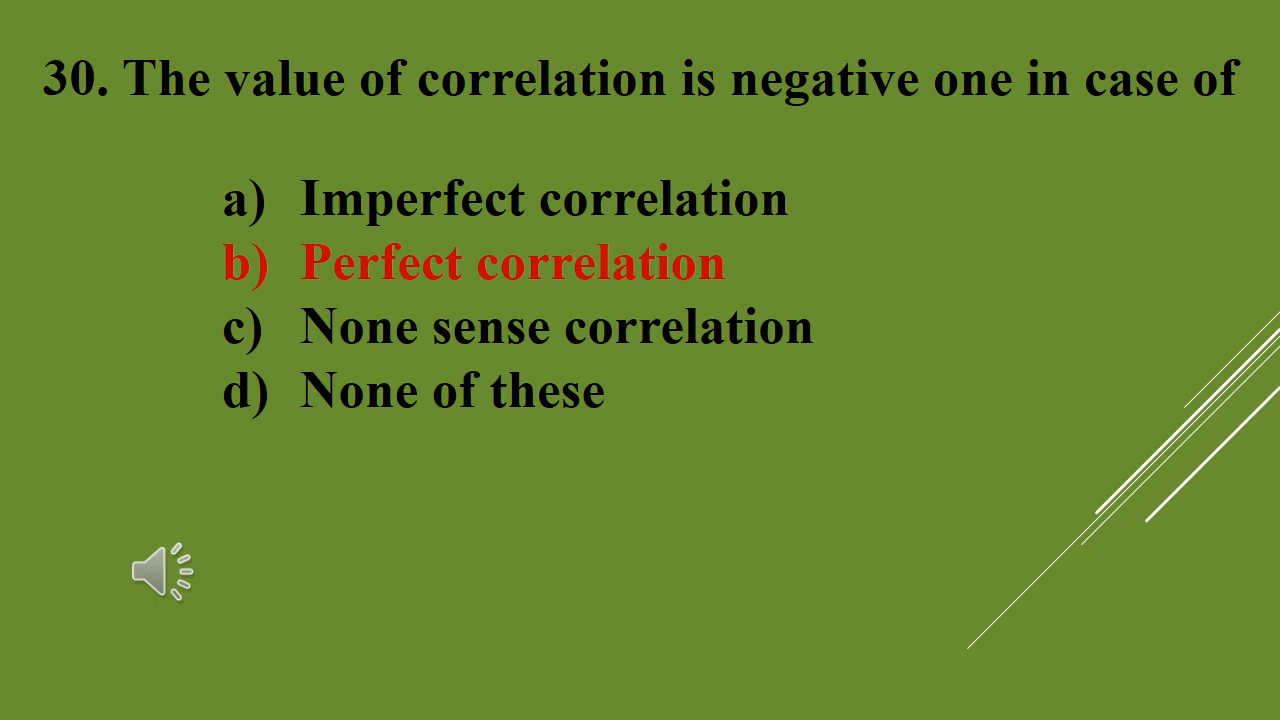 30. The value of correlation is negative one in case of
a) Imperfect correlation
b) Perfect correlation
c) None sense correlation
d) None of these